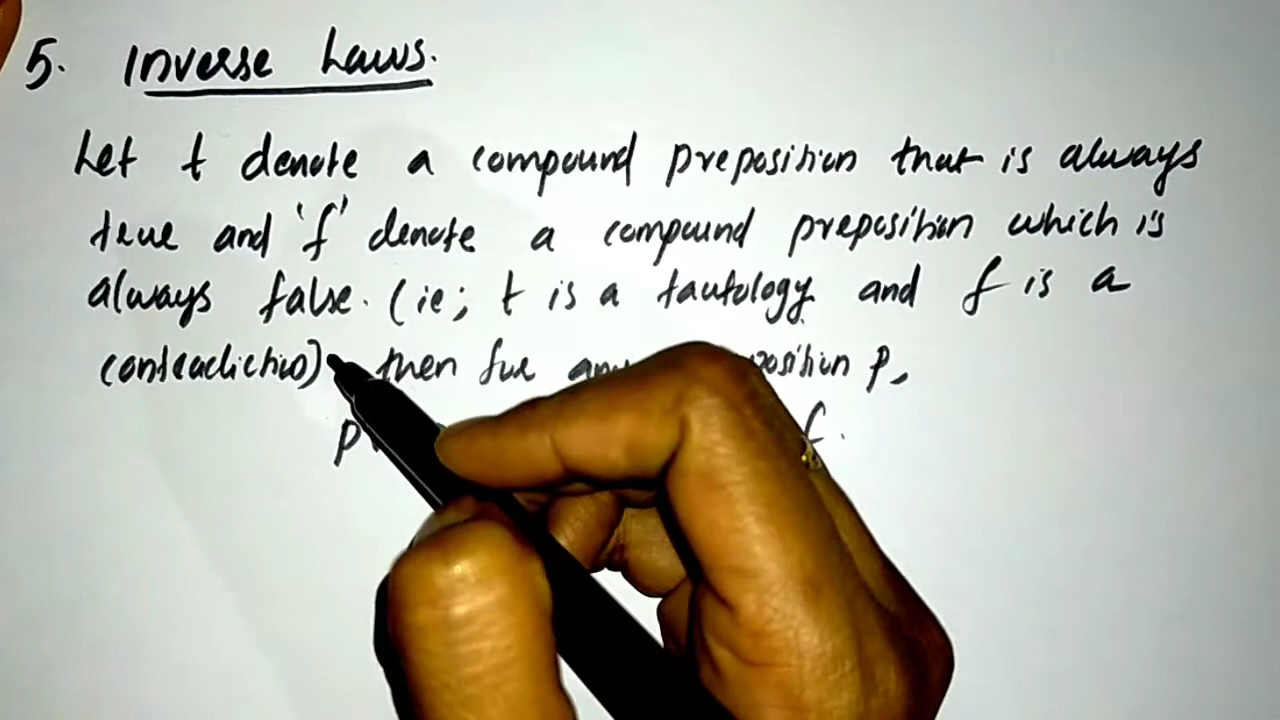 5. Inverse Laws.
Let t denote a compound preposition that is always
true and 'f' denote a compound preposition which is
always false. (ie; t is a tautology and f is a
contradiction) then for any position p,
p f.